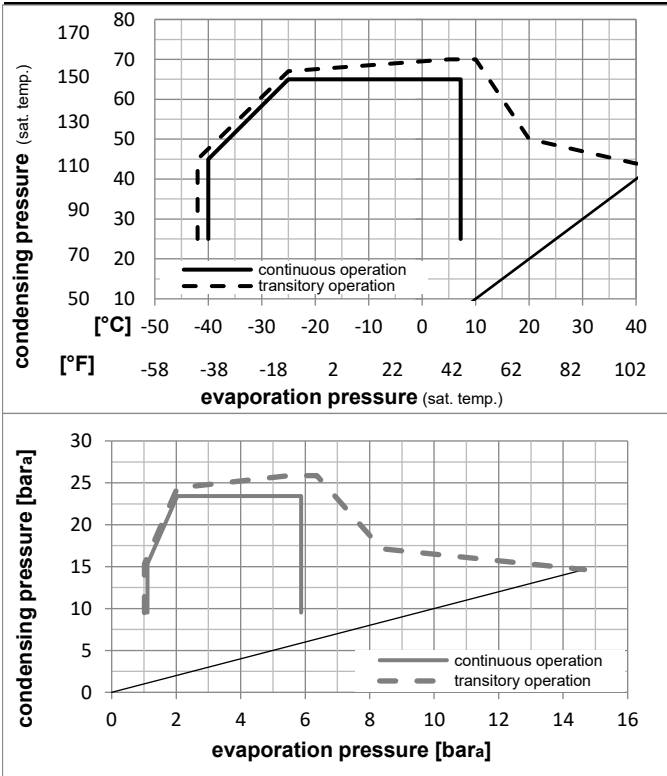 condensing pressure (sat. temp.)
170
150
130
110
90
70
50
80
70
60
50
40
30
20
10
continuous operation
transitory operation
[°C] -50 -40 -30 -20 -10 0 10 20 30 40
[°F] -58 -38 -18 2 22 42 62 82 102
evaporation pressure (sat. temp.)
condensing pressure [bara]
30
25
20
15
10
5
0
continuous operation
transitory operation
0 2 4 6 8 10 12 14 16
evaporation pressure [bara]